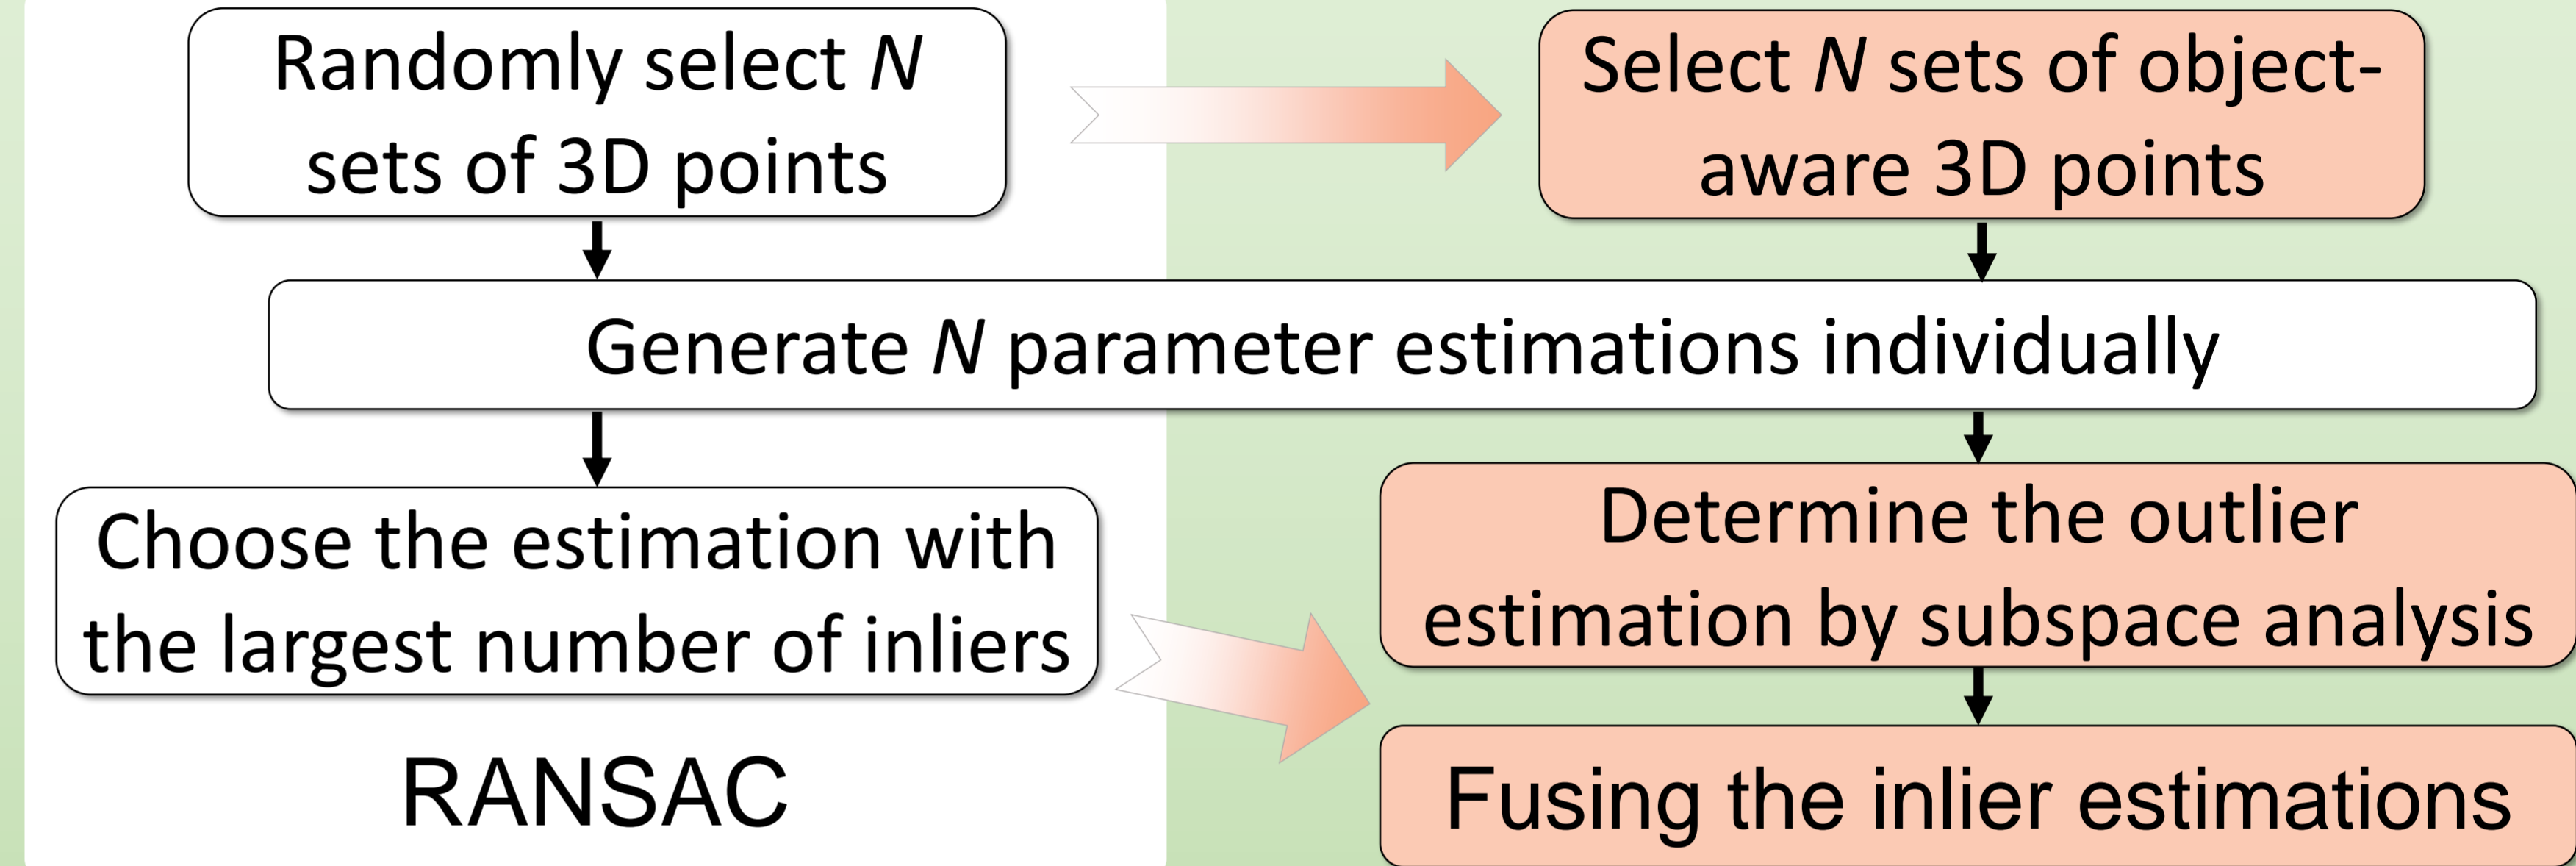 Randomly select N
sets of 3D points
Select N sets of object-
aware 3D points
Generate N parameter estimations individually
Choose the estimation with
the largest number of inliers
RANSAC
Determine the outlier
estimation by subspace analysis
Fusing the inlier estimations